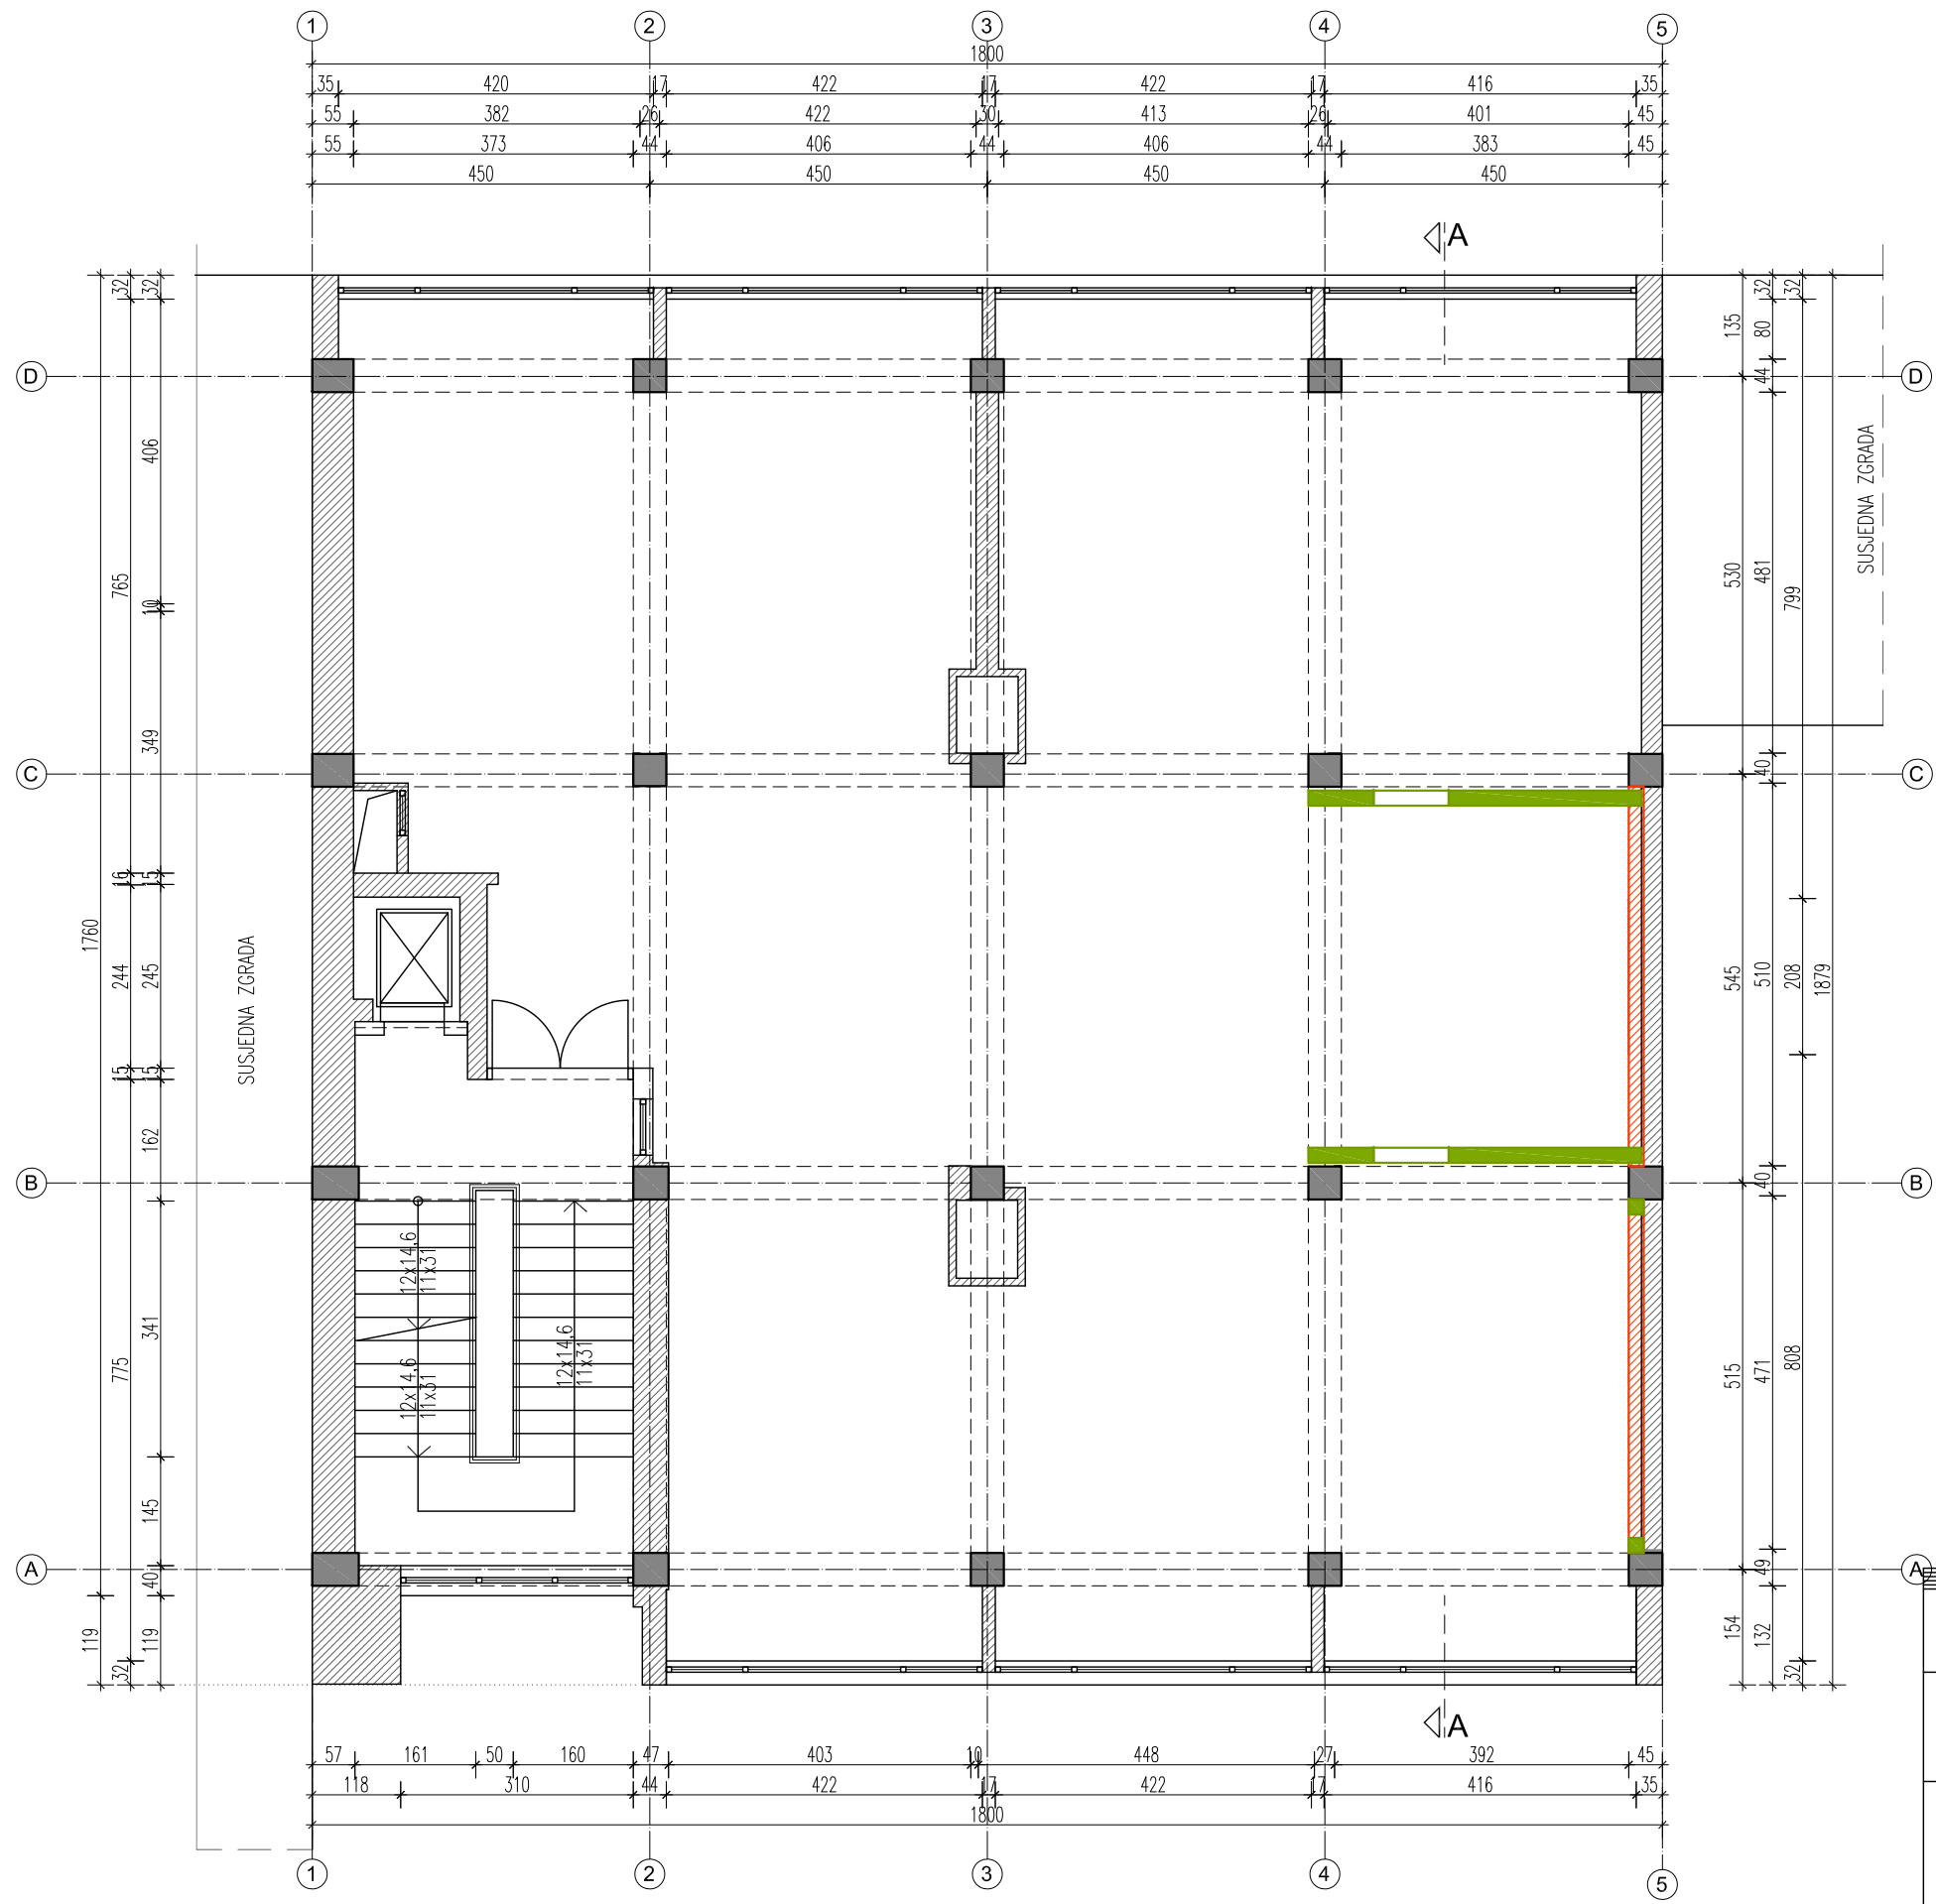 1 2 3 4 5
1800
35 420 17 422 17 422 17 416 35
55 382 26 422 30 413 26 401 45
55 373 44 406 44 406 44 383 45
450 450 450 450
A
32 32
135 32 80 32
D 44 D
406
765
10
349
530 481 799
SUSJEDNA ZGRADA
C 40 C
16 15
1760
244 245
SUSJEDNA ZGRADA
545 510 208 1879
15 15
162
B 40 B
12x14,6
11x31
341
12x14,6
11x31
12x14,6
11x31
775
515 471 808
145
A 40 49 A
119 119
32
154 132 32
A
57 161 50 160 47 403 10 448 27 392 45
118 310 44 422 17 422 17 416 35
1800
1 2 3 4 5